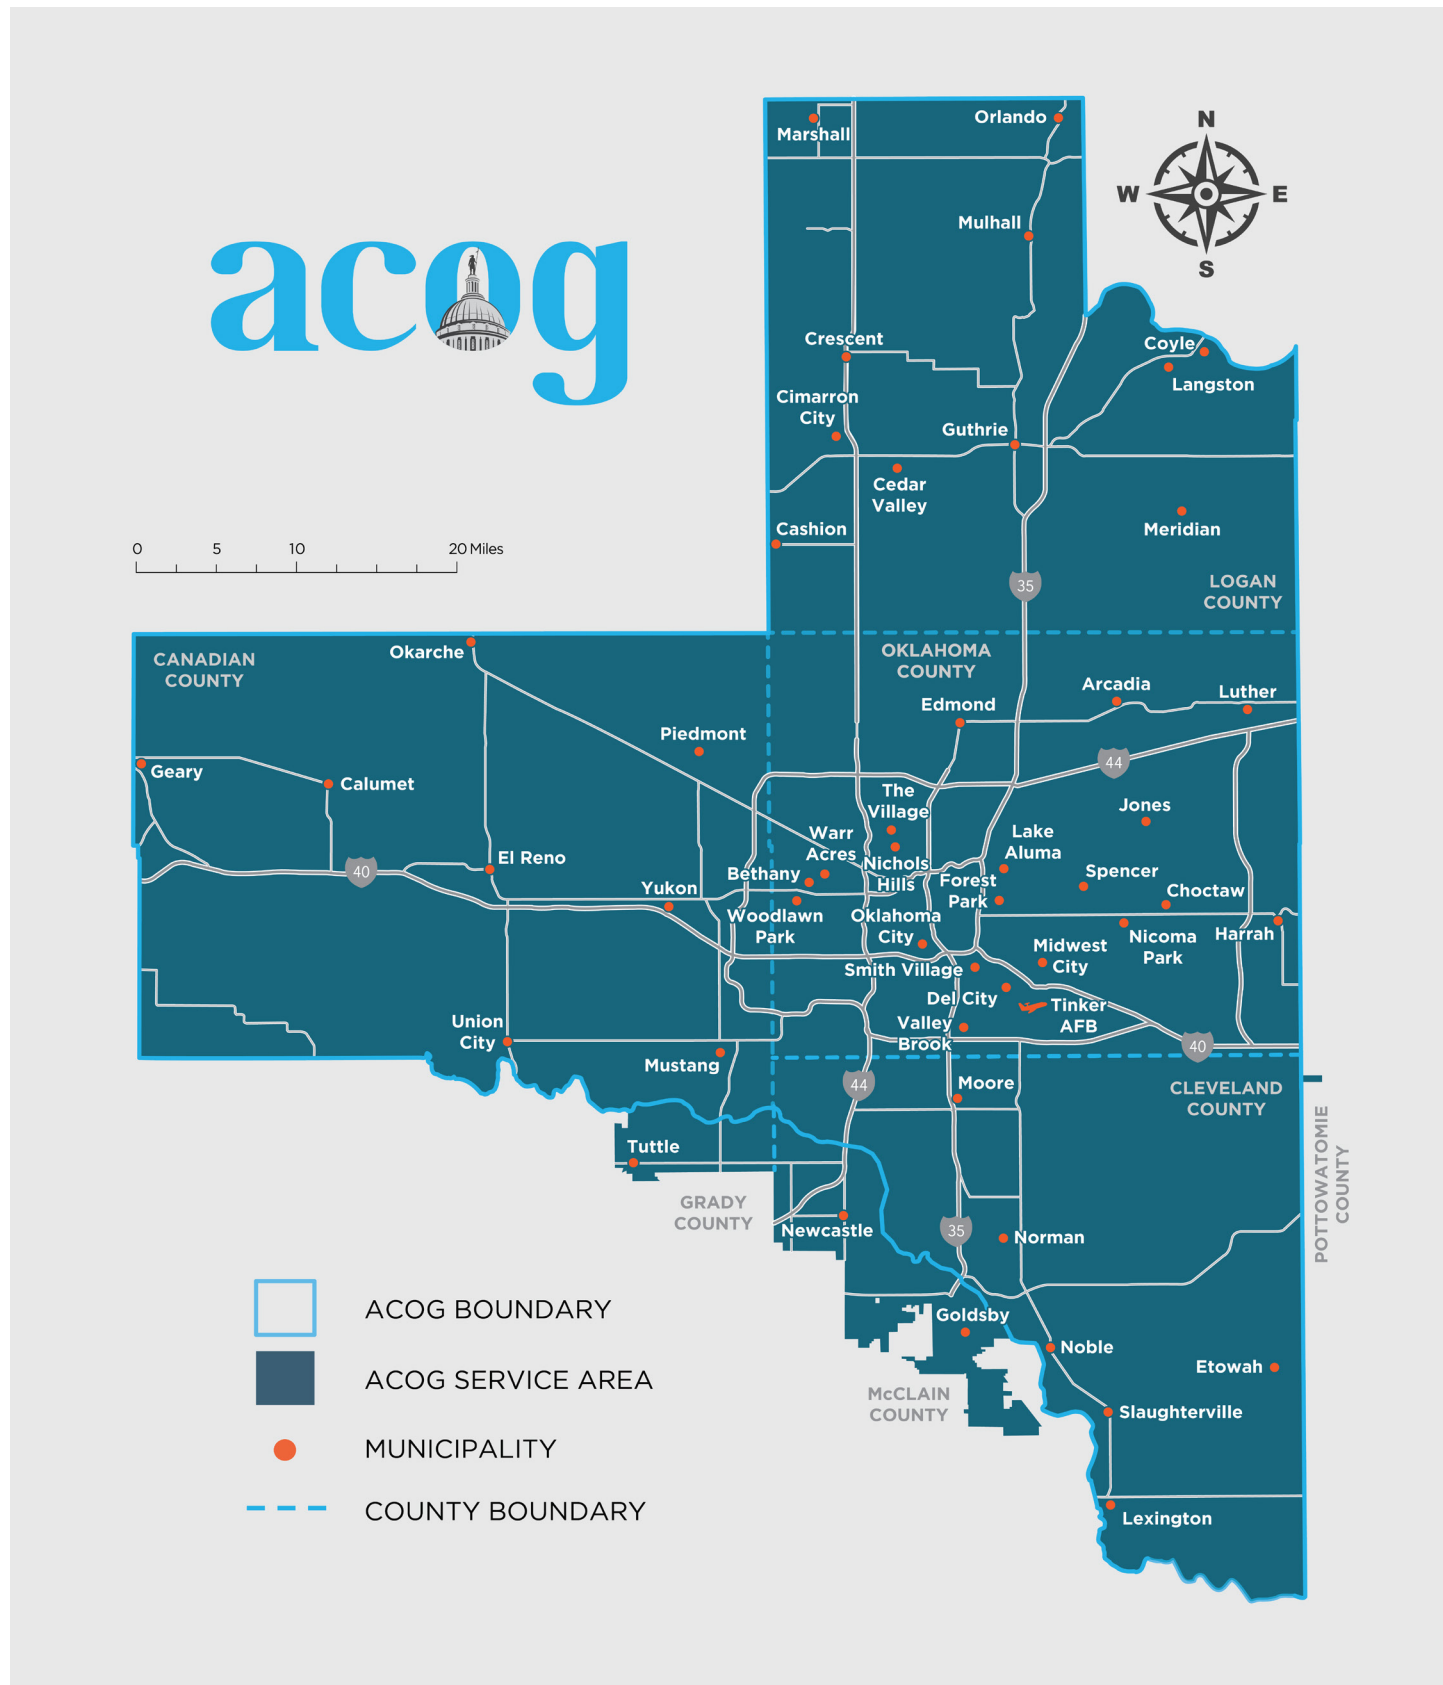 N
W
E
S
acog
0 5 10 20 Miles
Marshall
Orlando
Mulhall
Crescent
Coyle
Langston
Cimarron
City
Guthrie
Cedar
Valley
Meridian
Cashion
35
LOGAN
COUNTY
CANADIAN
COUNTY
Okarche
OKLAHOMA
COUNTY
Arcadia
Luther
Edmond
Piedmont
Geary
Calumet
44
The
Village
Jones
Warr
Acres
Lake
Aluma
El Reno
Nichols
Hills
40
Bethany
Forest
Park
Spencer
Yukon
Choctaw
Woodlawn
Park
Oklahoma
City
Nicoma
Park
Harrah
Midwest
City
Smith Village
Del City
Tinker
AFB
Union
City
Valley
Brook
40
Mustang
44
Moore
CLEVELAND
COUNTY
POTTOWATOMIE
COUNTY
Tuttle
GRADY
COUNTY
Newcastle
35
Norman
Goldsby
Noble
Etowah
McCLAIN
COUNTY
Slaughterville
Lexington
ACOG BOUNDARY
ACOG SERVICE AREA
MUNICIPALITY
COUNTY BOUNDARY